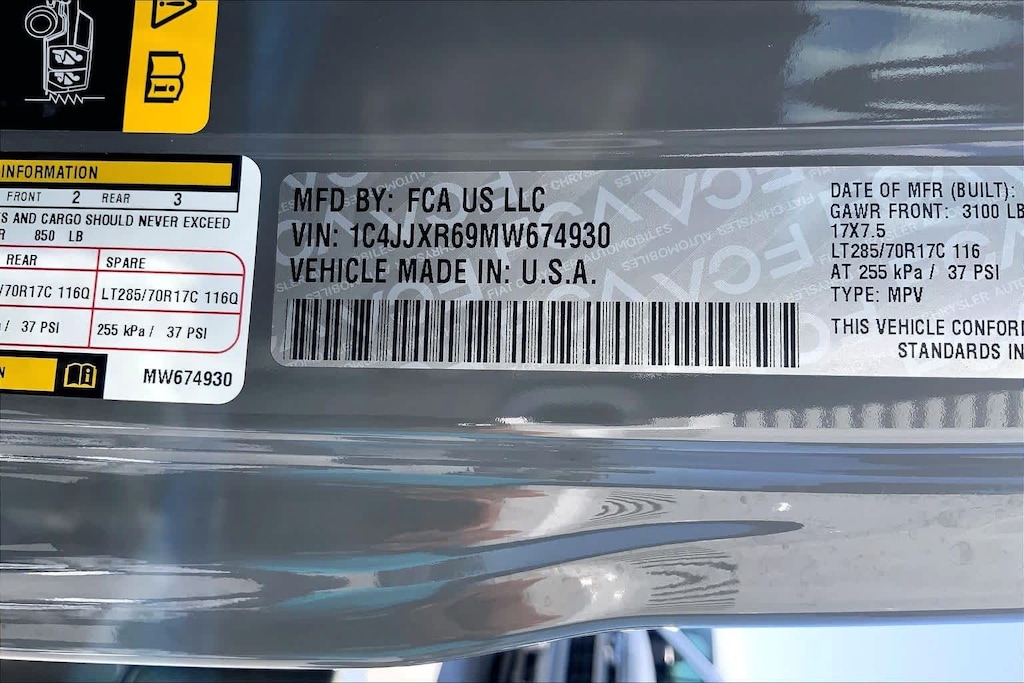 INFORMATION
FRONT 2 REAR 3
AND CARGO SHOULD NEVER EXCEED
850 LB
REAR SPARE
/70R17C 116Q LT285/70R17C 116Q
/ 37 PSI 255 kPa / 37 PSI
MW674930
MFD BY: FCA US LLC
VIN: 1C4JJXR69MW674930
VEHICLE MADE IN: U.S.A.
DATE OF MFR (BUILT):
GAWR FRONT: 3100 LB
17X7.5
LT285/70R17C 116
AT 255 kPa / 37 PSI
TYPE: MPV
THIS VEHICLE CONFOR
STANDARDS IN